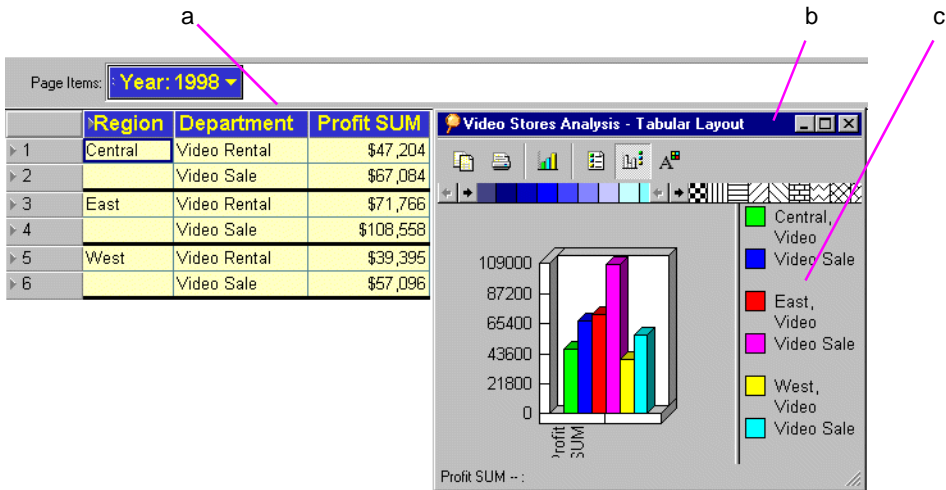 a b c
Page Items: Year: 1998
Region Department Profit SUM
1 Central Video Rental $47,204
2 Video Sale $67,084
3 East Video Rental $71,766
4 Video Sale $108,558
5 West Video Rental $39,395
6 Video Sale $57,096
Video Stores Analysis - Tabular Layout
A
109000
87200
65400
43600
21800
0
Profit
SUM
Central,
Video
Video Sale
East,
Video
Video Sale
West,
Video
Video Sale
Profit SUM -- :